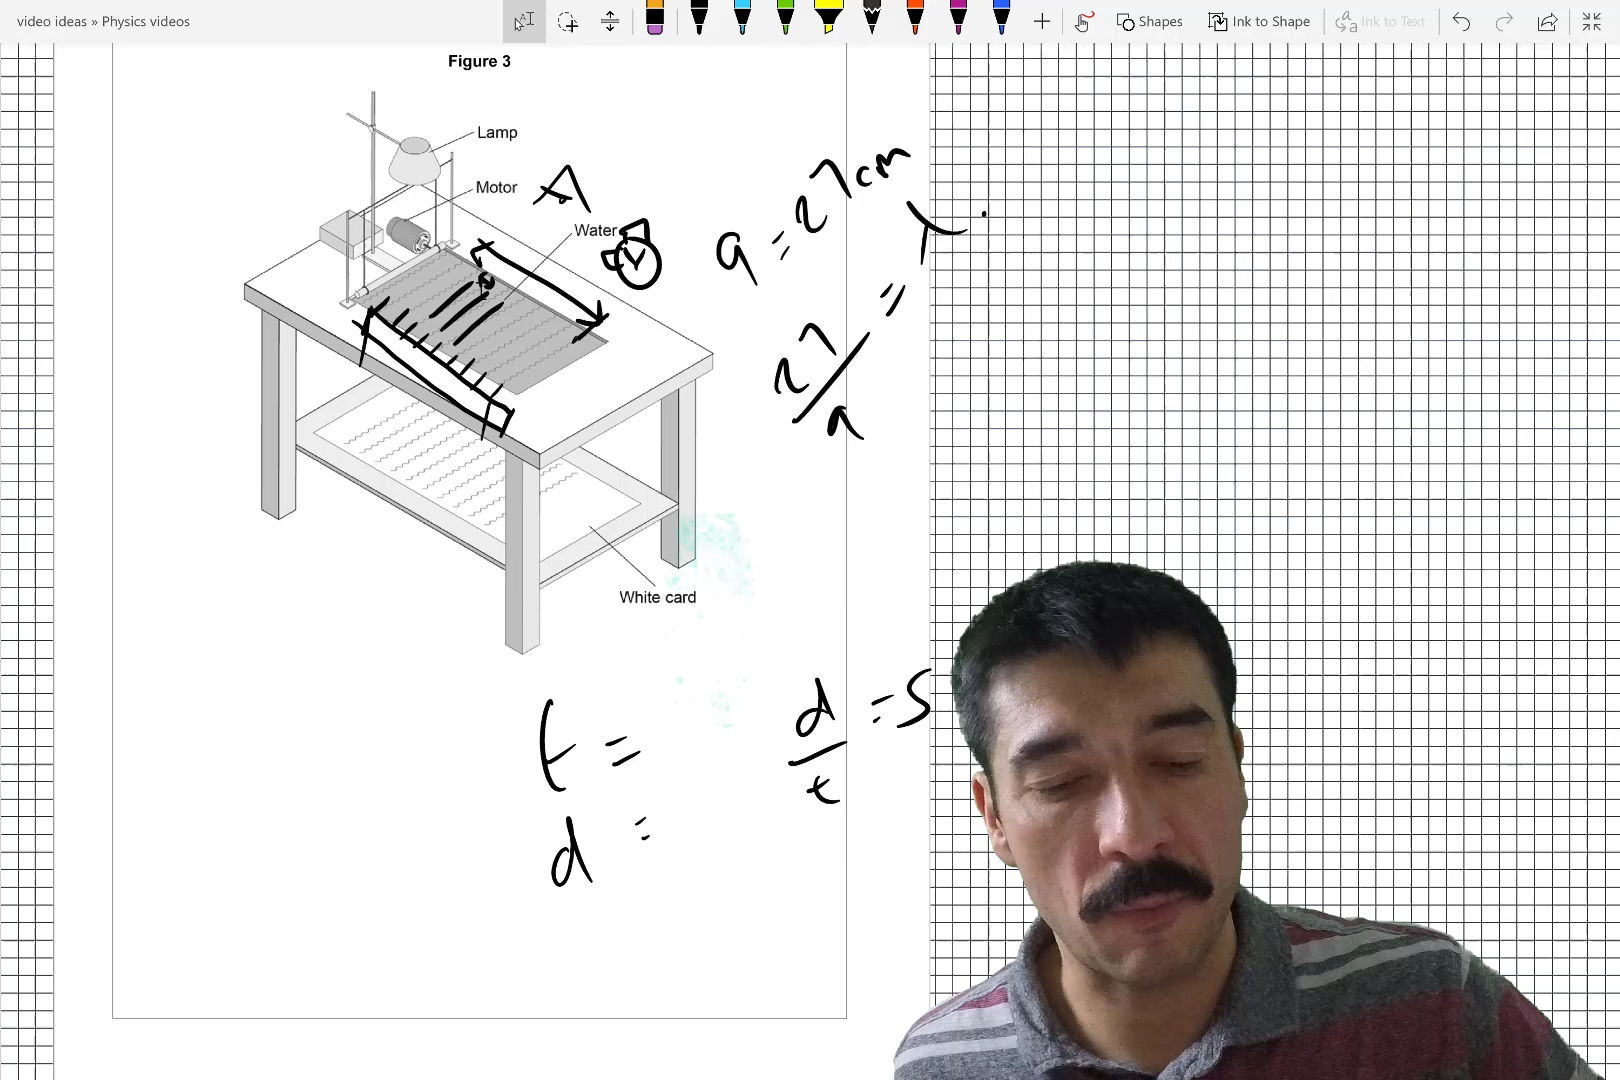 video ideas » Physics videos
Shapes
Ink to Shape
Ink to Text
Figure 3
Lamp
Motor
A
Water
9 = 27cm
27/9 = λ.
White card
t =
d/t = S
d =